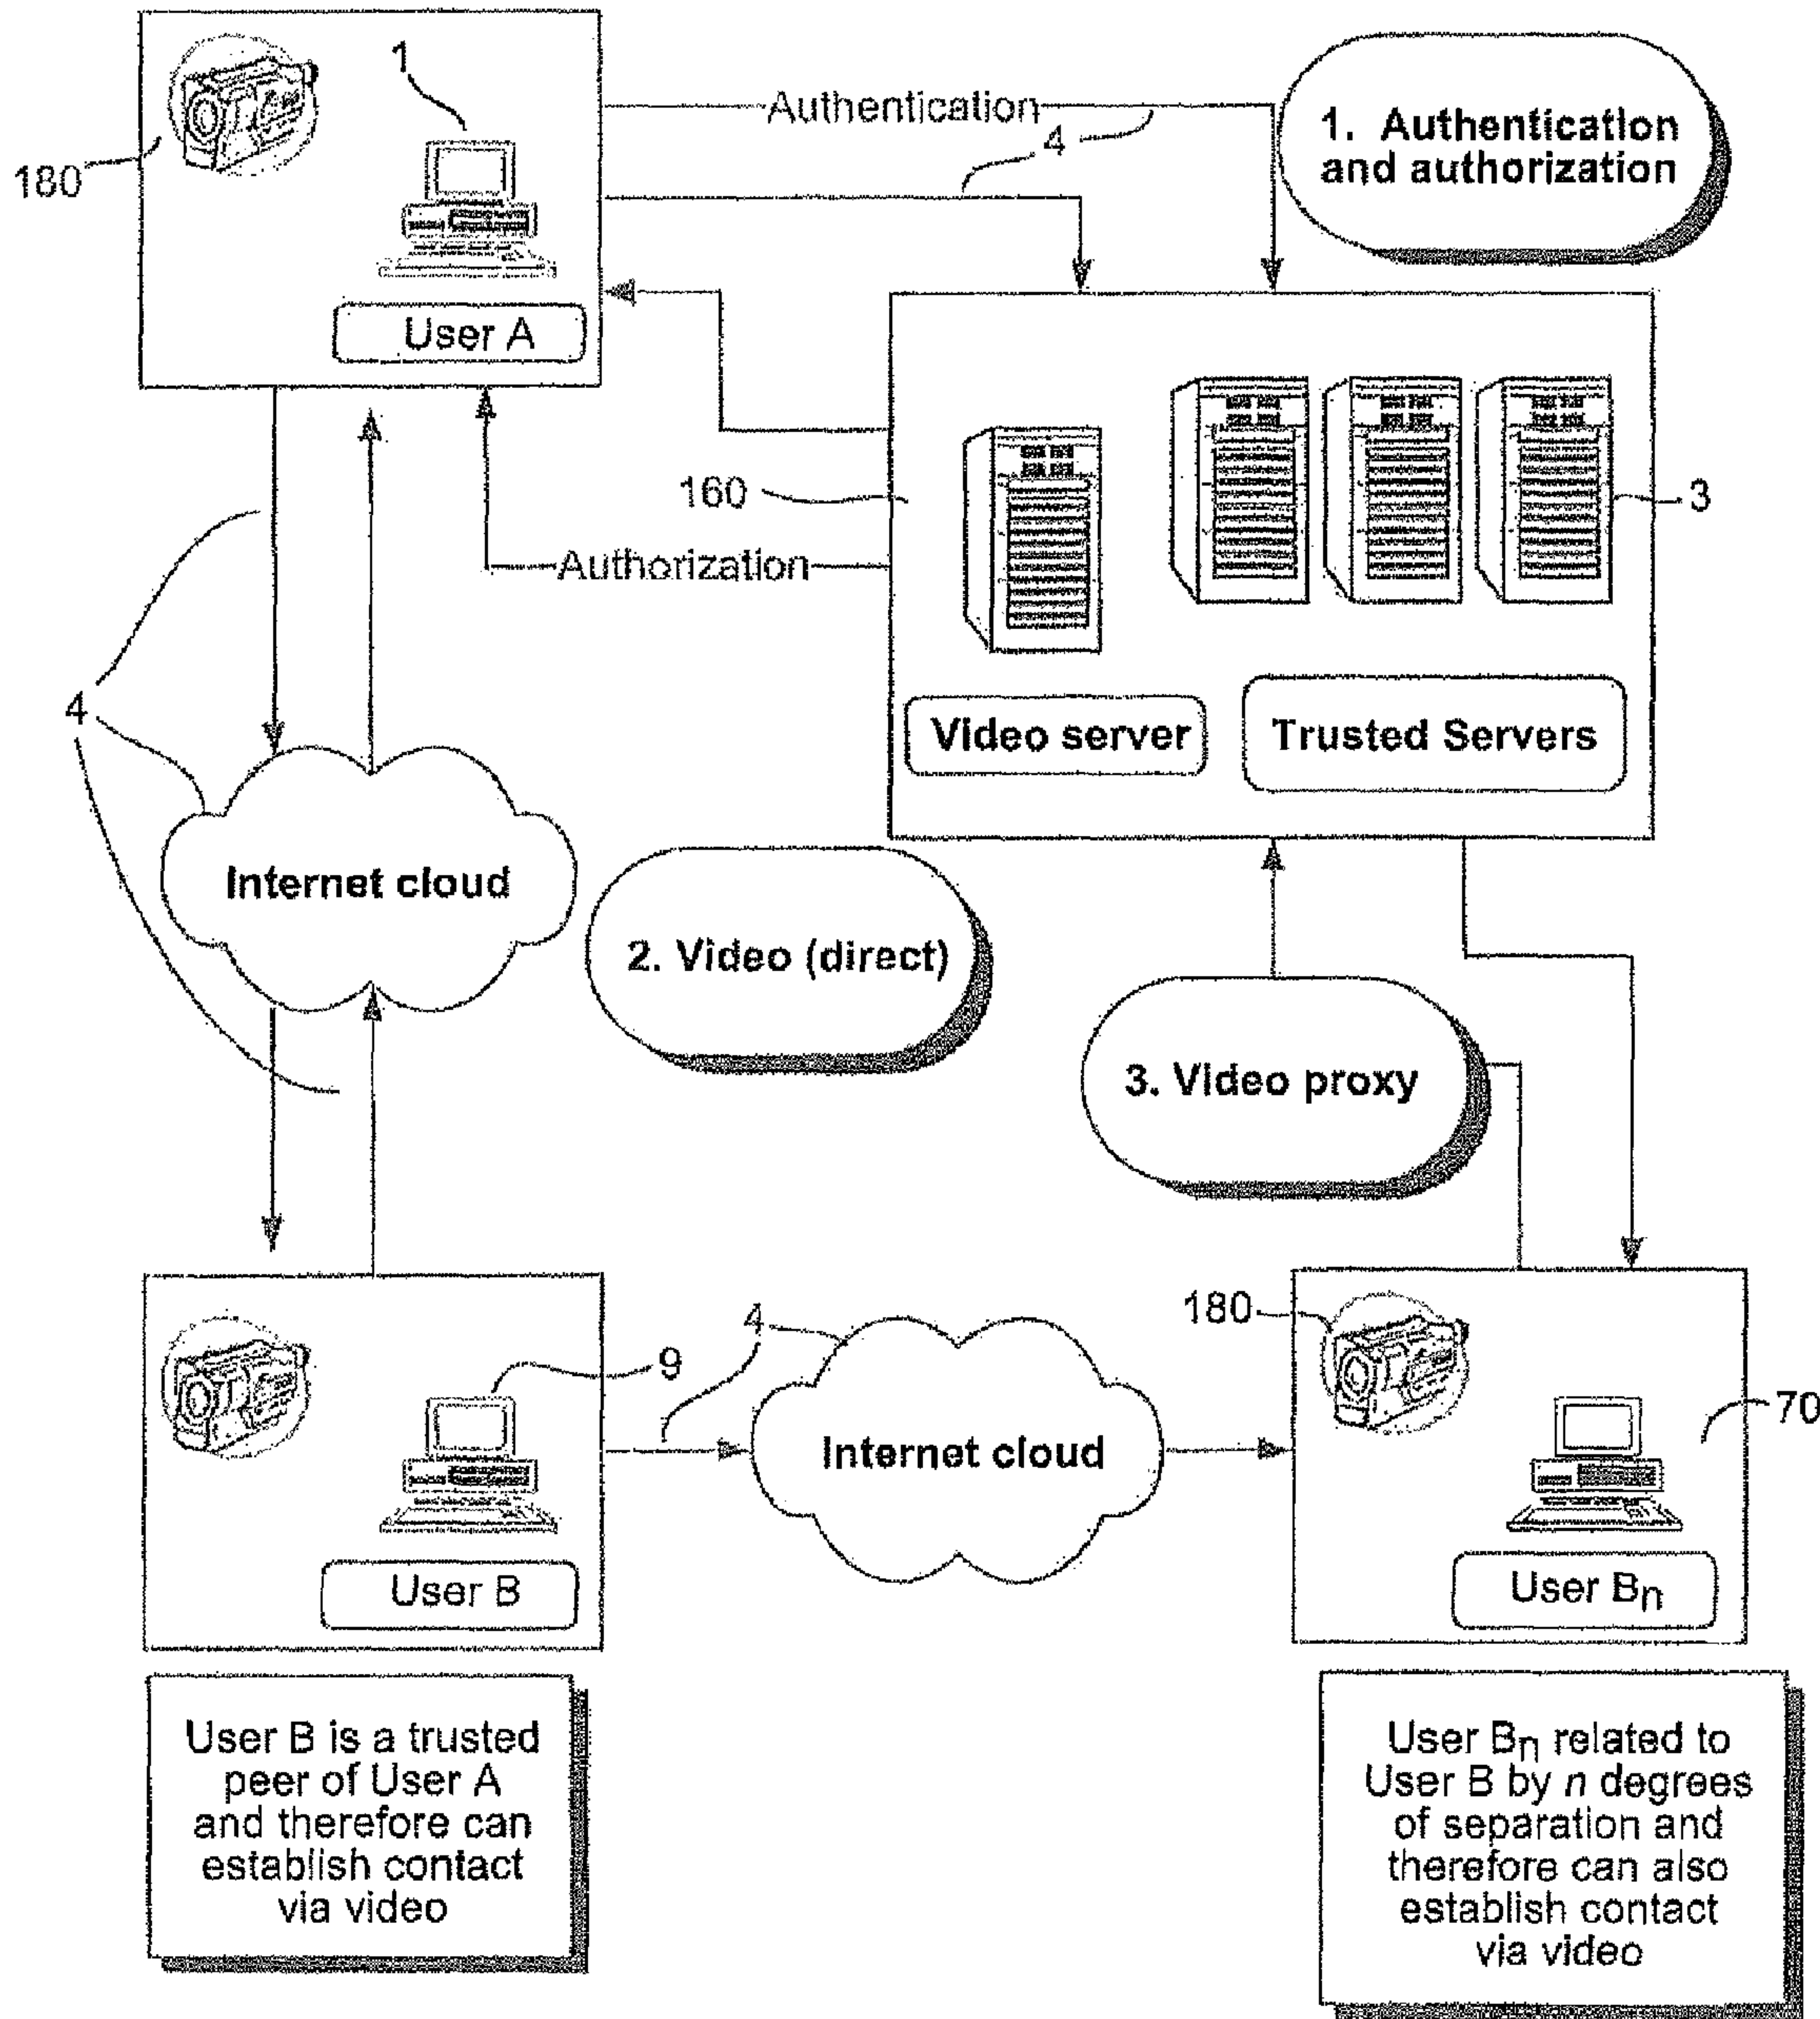 1
180
Authentication
4
1. Authentication
and authorization
User A
160
3
Authorization
4
Video server
Trusted Servers
Internet cloud
2. Video (direct)
3. Video proxy
180
4
9
70
Internet cloud
User B
User Bn
User B is a trusted
peer of User A
and therefore can
establish contact
via video
User Bn related to
User B by n degrees
of separation and
therefore can also
establish contact
via video